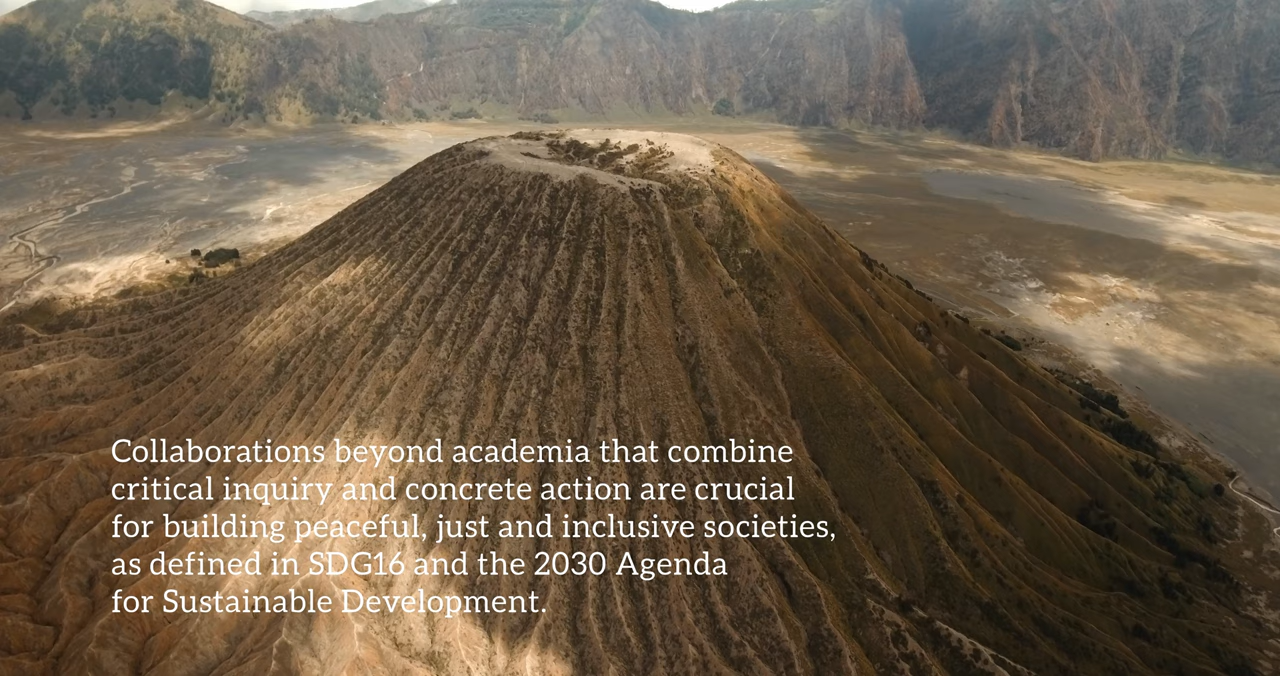 Collaborations beyond academia that combine
critical inquiry and concrete action are crucial
for building peaceful, just and inclusive societies,
as defined in SDG16 and the 2030 Agenda
for Sustainable Development.